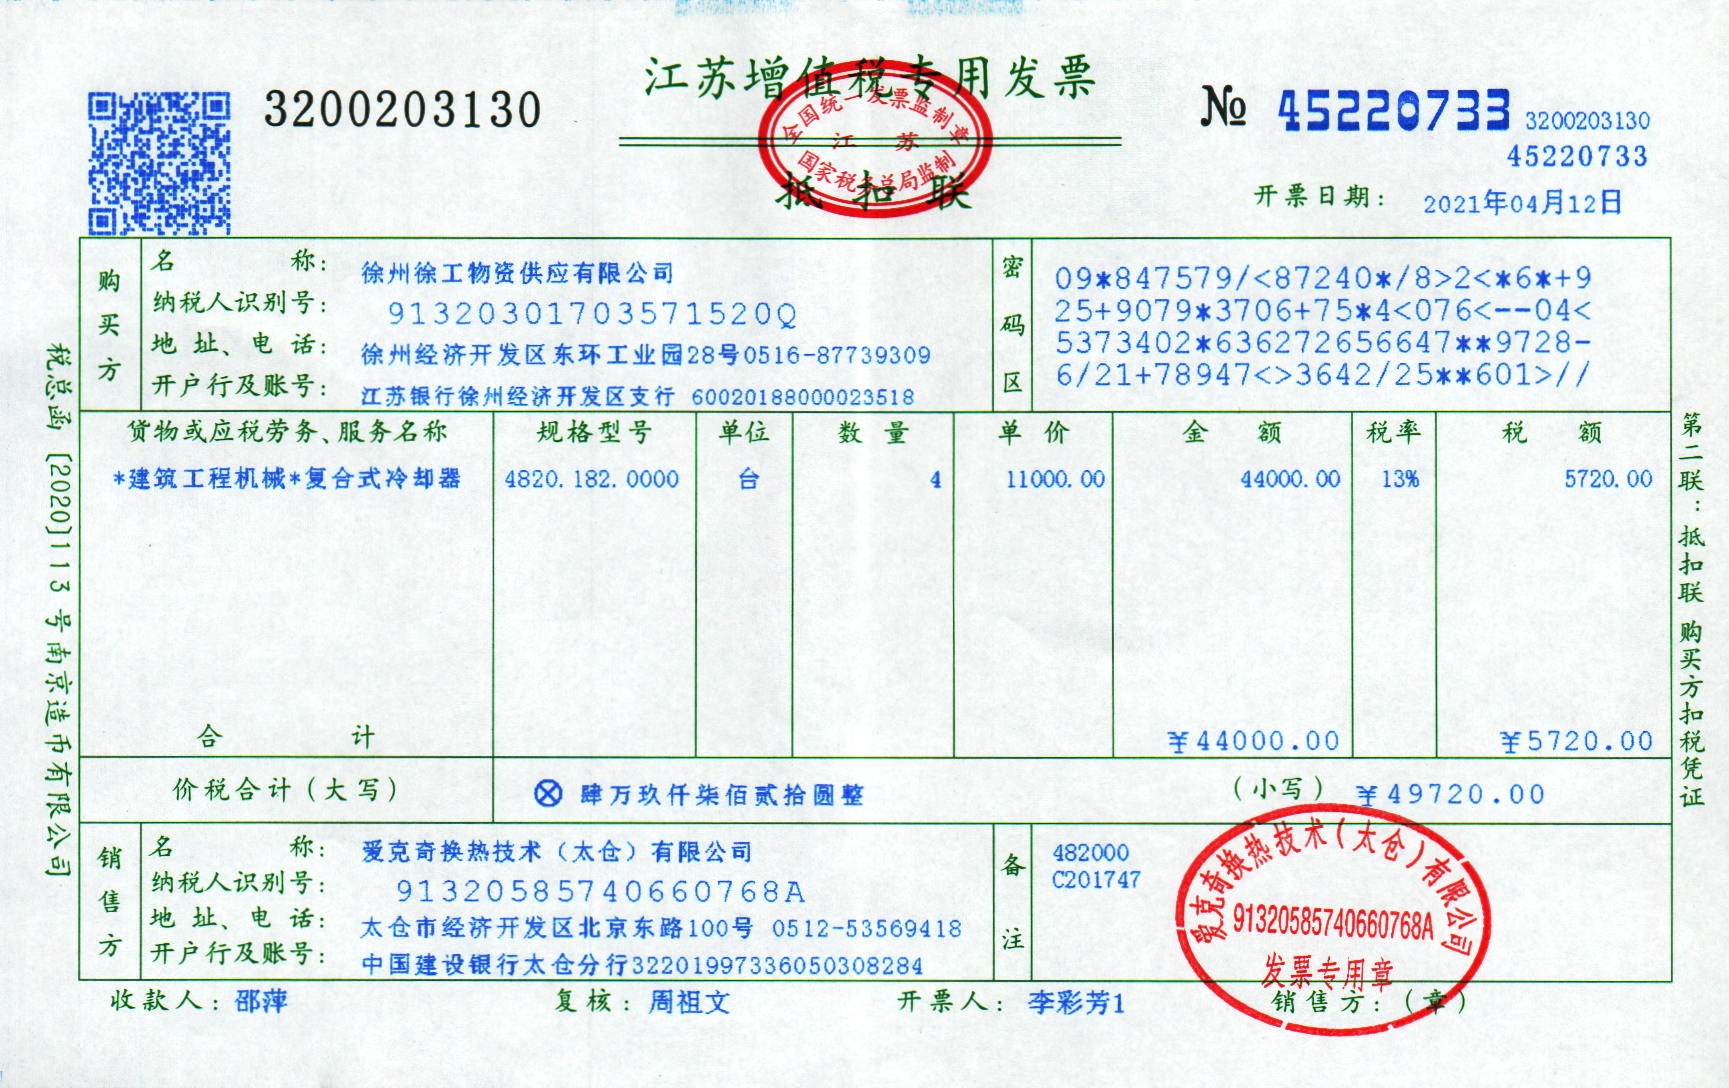 江苏增值税专用发票
3200203130
№ 45220733
3200203130
45220733
全国统一发票监制章
江 苏
国家税务总局监制
抵扣联
开票日期: 2021年04月12日
购买方
名 称: 徐州徐工物资供应有限公司
纳税人识别号: 91320301703571520Q
地 址、电 话: 徐州经济开发区东环工业园28号0516-87739309
开户行及账号: 江苏银行徐州经济开发区支行 60020188000023518
密码区
09*847579/<87240*/8>2<*6*+9
25+9079*3706+75*4<076<--04<
5373402*636272656647**9728-
6/21+78947<>3642/25**601>//
货物或应税劳务、服务名称 规格型号 单位 数 量 单 价 金 额 税率 税 额
*建筑工程机械*复合式冷却器 4820.182.0000 台 4 11000.00 44000.00 13% 5720.00
合 计 ¥44000.00 ¥5720.00
价税合计(大写) ⊗ 肆万玖仟柒佰贰拾圆整 (小写) ¥49720.00
销售方
名 称: 爱克奇换热技术（太仓）有限公司
纳税人识别号: 91320585740660768A
地 址、电 话: 太仓市经济开发区北京东路100号 0512-53569418
开户行及账号: 中国建设银行太仓分行32201997336050308284
备注
482000
C201747
爱克奇换热技术(太仓)有限公司
91320585740660768A
发票专用章
收款人: 邵萍 复核: 周祖文 开票人: 李彩芳1 销售方: (章)
税总函[2020]113号南京造币有限公司
第二联: 抵扣联 购买方扣税凭证